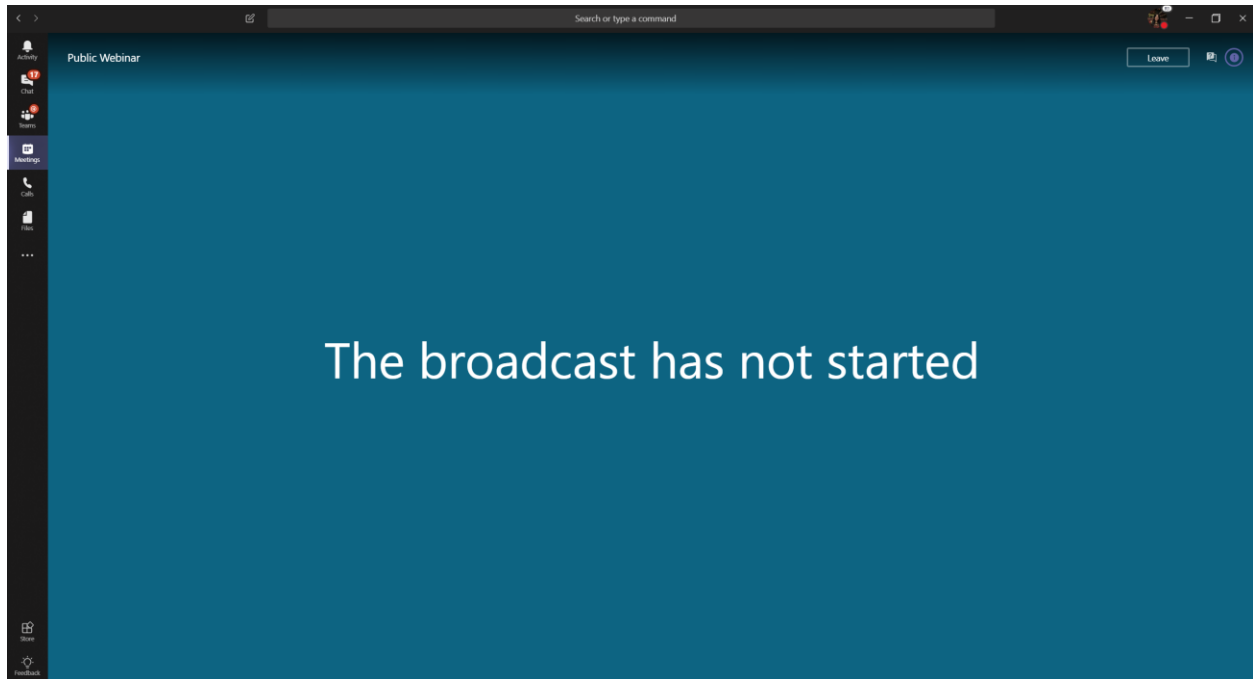 Search or type a command
Activity
Public Webinar
Leave
17
Chat
Teams
Meetings
Calls
Files
The broadcast has not started
Store
Feedback